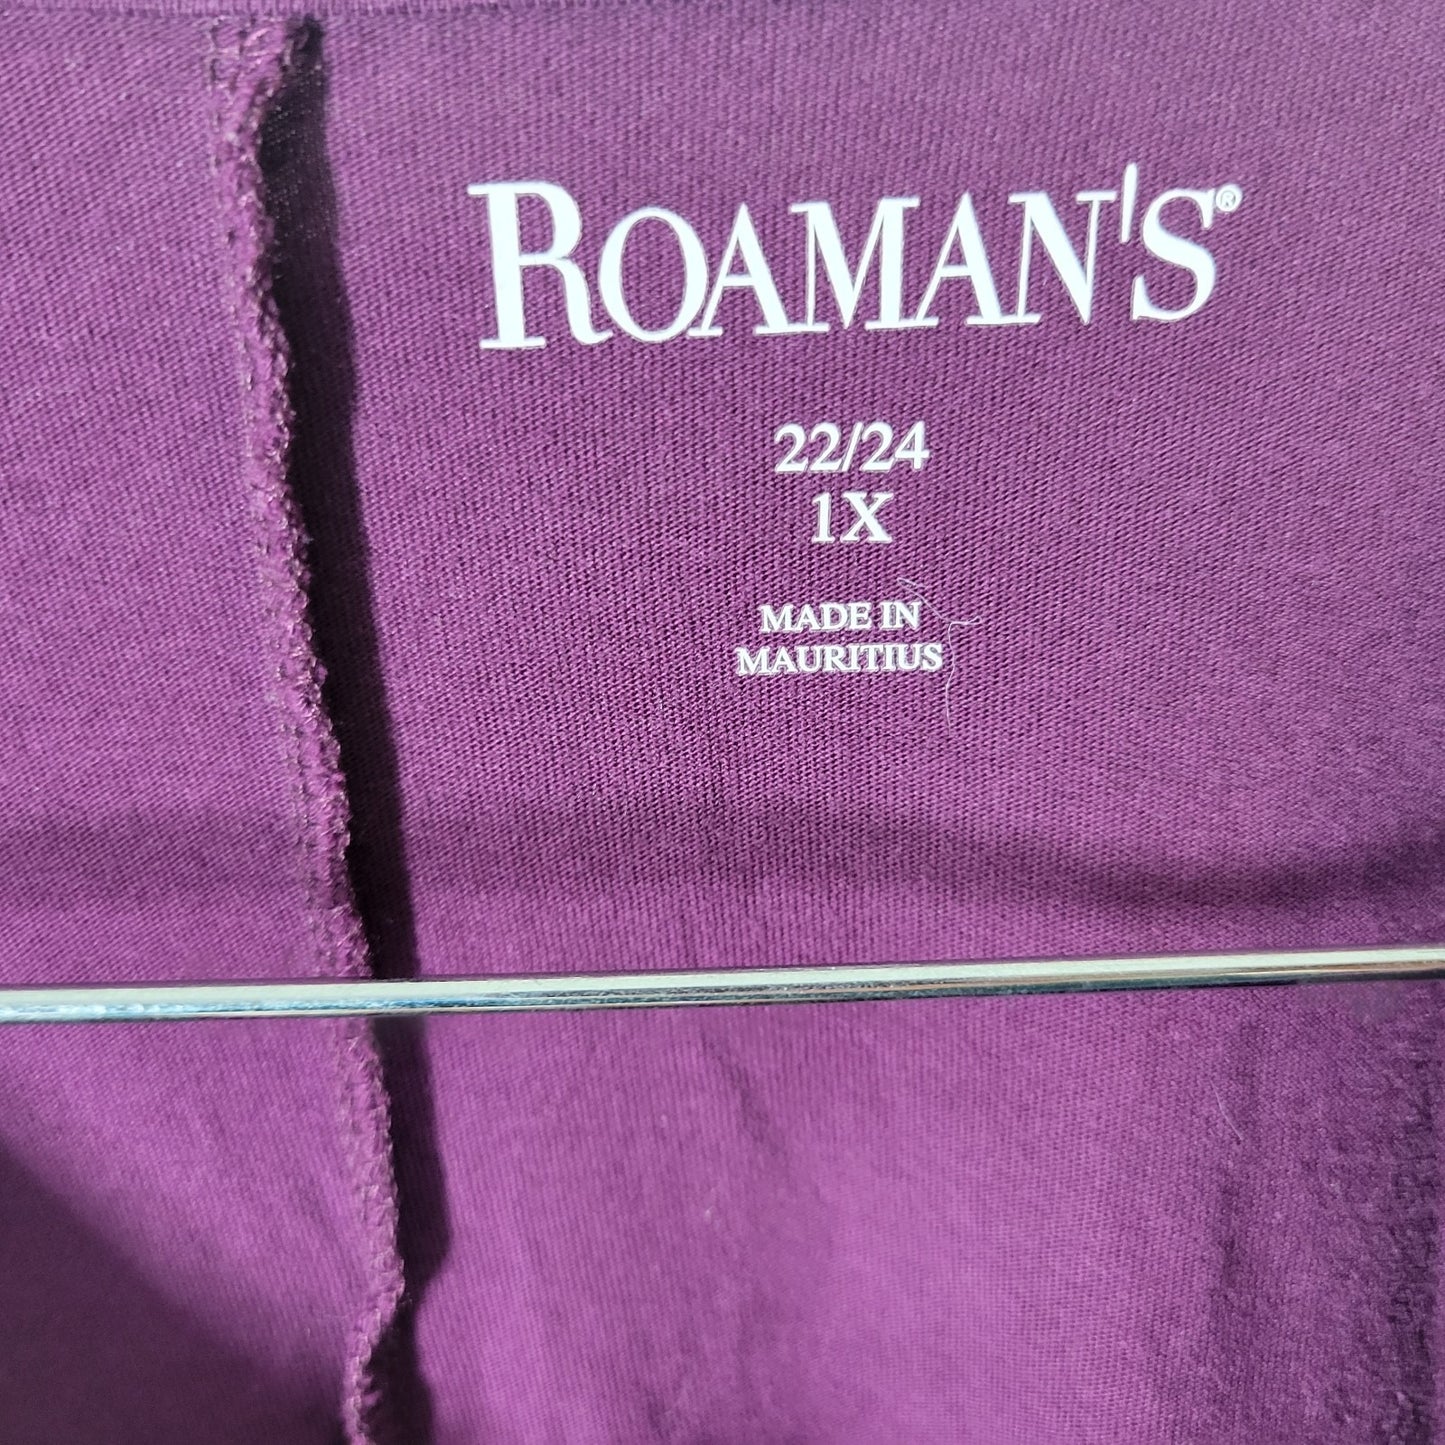 ROAMAN'S®
22/24
1X
MADE IN
MAURITIUS